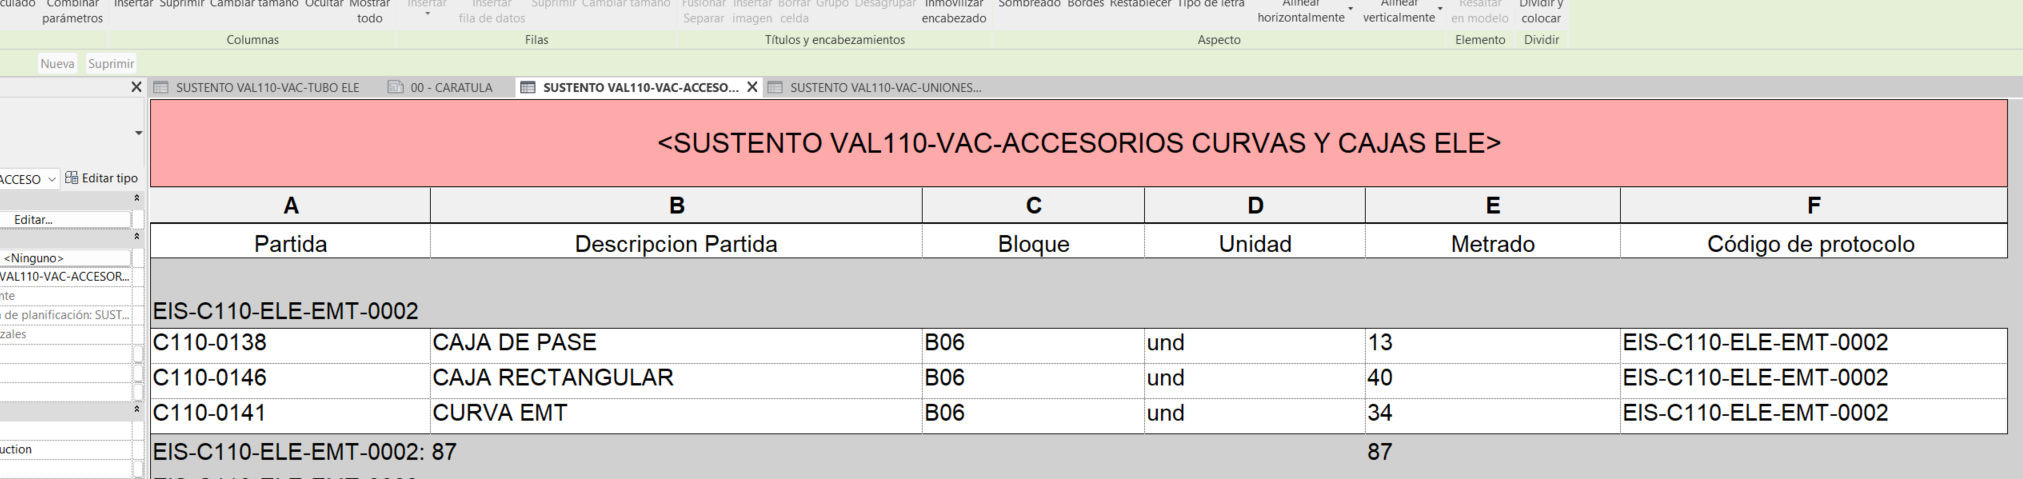 culado Combinar parámetros Insertar Suprimir Cambiar tamaño Ocultar Mostrar todo Insertar Insertar fila de datos Suprimir Cambiar tamaño Fusionar Separar Insertar imagen Borrar celda Grupo Desagrupar Inmovilizar encabezado Sombreado Bordes Restablecer Tipo de letra Alinear horizontalmente Alinear verticalmente Resaltar en modelo Dividir y colocar
Columnas Filas Títulos y encabezamientos Aspecto Elemento Dividir
Nueva Suprimir
SUSTENTO VAL110-VAC-TUBO ELE 00 - CARATULA SUSTENTO VAL110-VAC-ACCESO... SUSTENTO VAL110-VAC-UNIONES...
<SUSTENTO VAL110-VAC-ACCESORIOS CURVAS Y CAJAS ELE>
ACCESO Editar tipo
A B C D E F
Editar...
Partida Descripcion Partida Bloque Unidad Metrado Código de protocolo
<Ninguno>
VAL110-VAC-ACCESOR...
nte
de planificación: SUST...
zales
uction
EIS-C110-ELE-EMT-0002
C110-0138 CAJA DE PASE B06 und 13 EIS-C110-ELE-EMT-0002
C110-0146 CAJA RECTANGULAR B06 und 40 EIS-C110-ELE-EMT-0002
C110-0141 CURVA EMT B06 und 34 EIS-C110-ELE-EMT-0002
EIS-C110-ELE-EMT-0002: 87 87